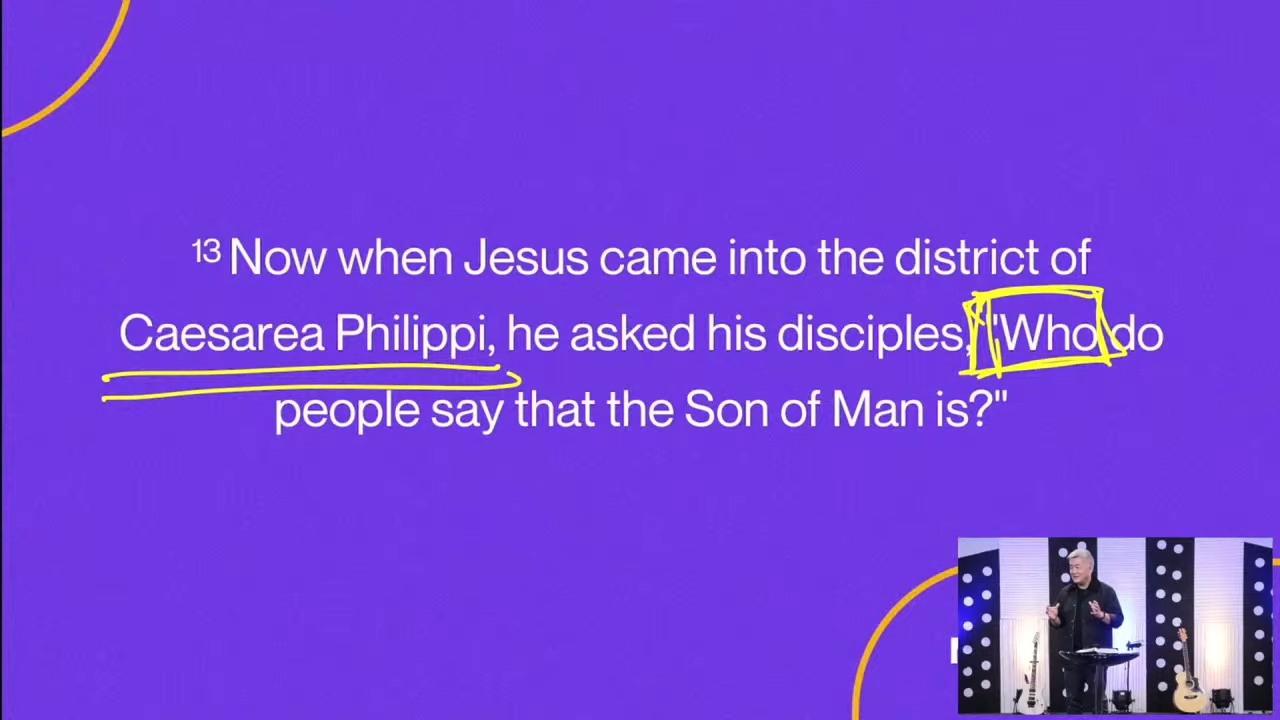 13 Now when Jesus came into the district of
Caesarea Philippi, he asked his disciples, "Who do
people say that the Son of Man is?"